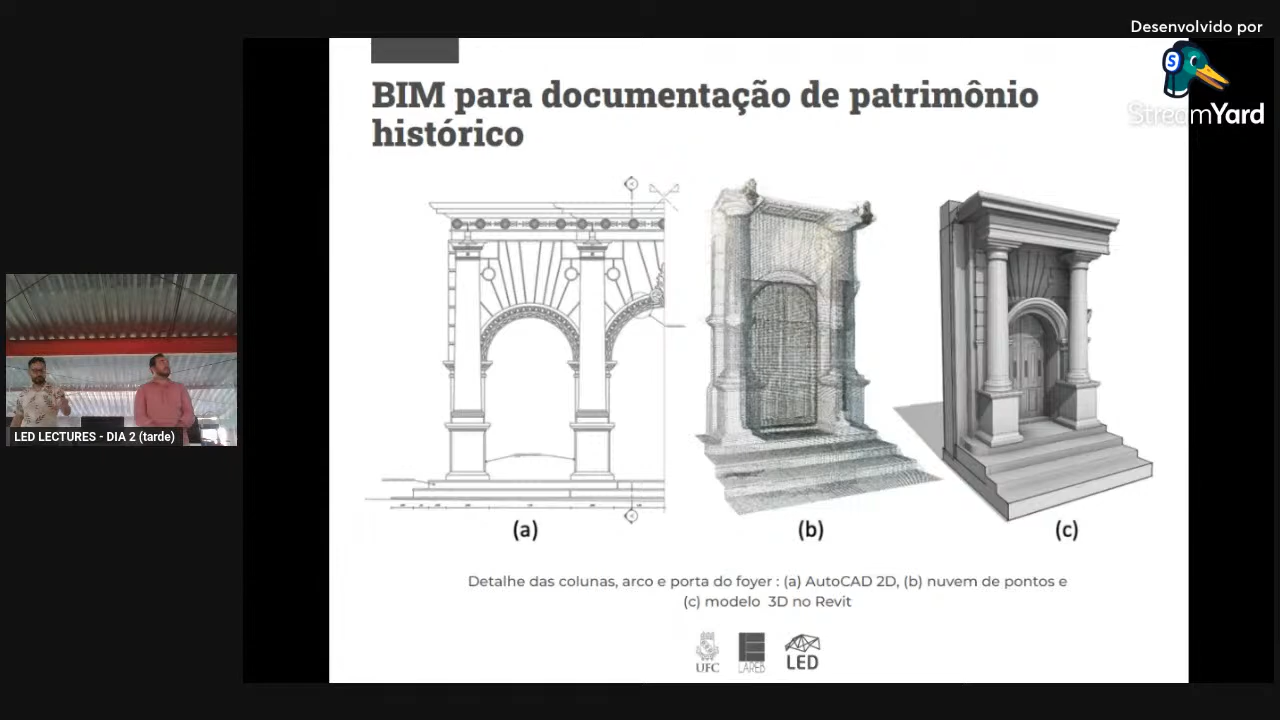 Desenvolvido por
StreamYard
BIM para documentação de patrimônio
histórico
(a)
(b)
(c)
Detalhe das colunas, arco e porta do foyer : (a) AutoCAD 2D, (b) nuvem de pontos e
(c) modelo 3D no Revit
LED LECTURES - DIA 2 (tarde)
UFC
LAREB
LED